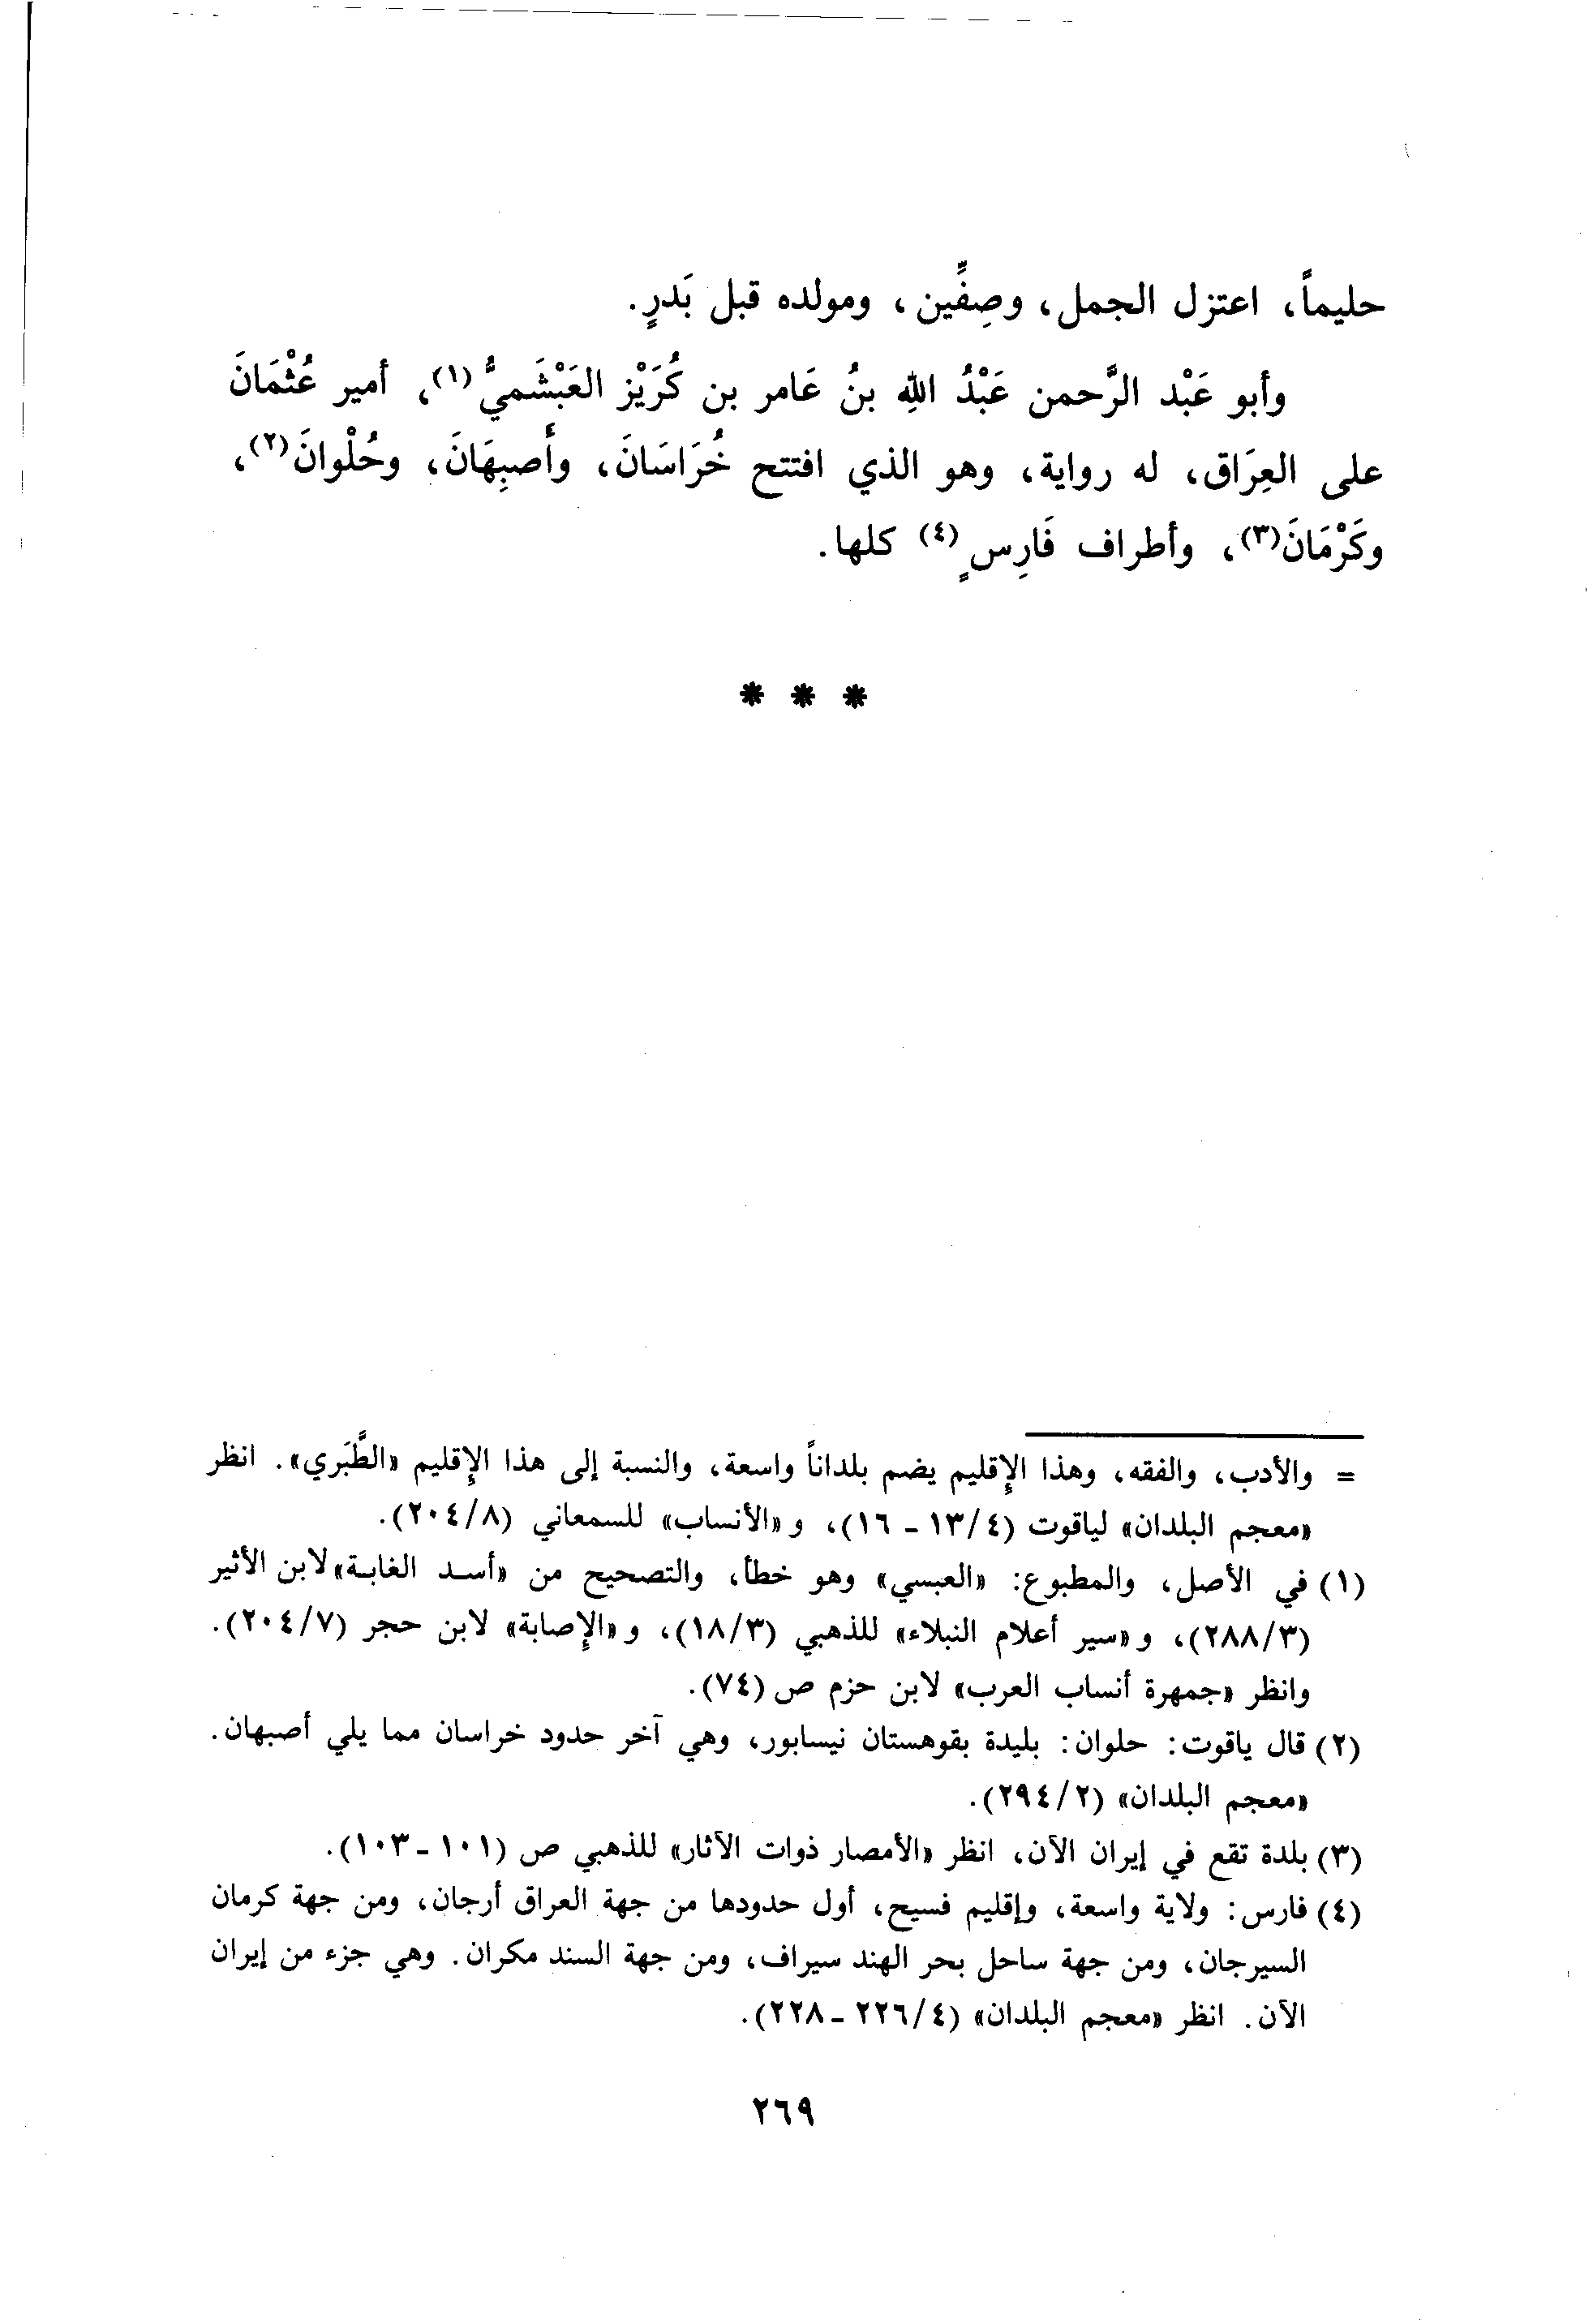 حليماً، اعتزل الجمل، وصِفِّين، ومولده قبل بَدرٍ.
وأبو عَبْد الرَّحمن عَبْدُ اللهِ بنُ عَامر بن كُرَيْز العَبْشَميُّ(١)، أمير عُثْمَانَ
على العِرَاق، له رواية، وهو الذي افتتح خُرَاسَانَ، وأَصبِهَانَ، وحُلْوانَ(٢)،
وكَرْمَانَ(٣)، وأطراف فَارِسٍ(٤) كلها.
* * *
= والأدب، والفقه، وهذا الإقليم يضم بلداناً واسعة، والنسبة إلى هذا الإقليم «الطَّبَري». انظر
«معجم البلدان» لياقوت (١٣/٤ - ١٦)، و«الأنساب» للسمعاني (٢٠٤/٨).
(١) في الأصل، والمطبوع: «العبسي» وهو خطأ، والتصحيح من «أسد الغابة» لابن الأثير
(٢٨٨/٣)، و«سير أعلام النبلاء» للذهبي (١٨/٣)، و«الإصابة» لابن حجر (٢٠٤/٧).
وانظر «جمهرة أنساب العرب» لابن حزم ص (٧٤).
(٢) قال ياقوت: حلوان: بليدة بقوهستان نيسابور، وهي آخر حدود خراسان مما يلي أصبهان.
«معجم البلدان» (٢٩٤/٢).
(٣) بلدة تقع في إيران الآن، انظر «الأمصار ذوات الآثار» للذهبي ص (١٠١ - ١٠٣).
(٤) فارس: ولاية واسعة، وإقليم فسيح، أول حدودها من جهة العراق أرجان، ومن جهة كرمان
السيرجان، ومن جهة ساحل بحر الهند سيراف، ومن جهة السند مكران. وهي جزء من إيران
الآن. انظر «معجم البلدان» (٢٢٦/٤ - ٢٢٨).
٢٦٩